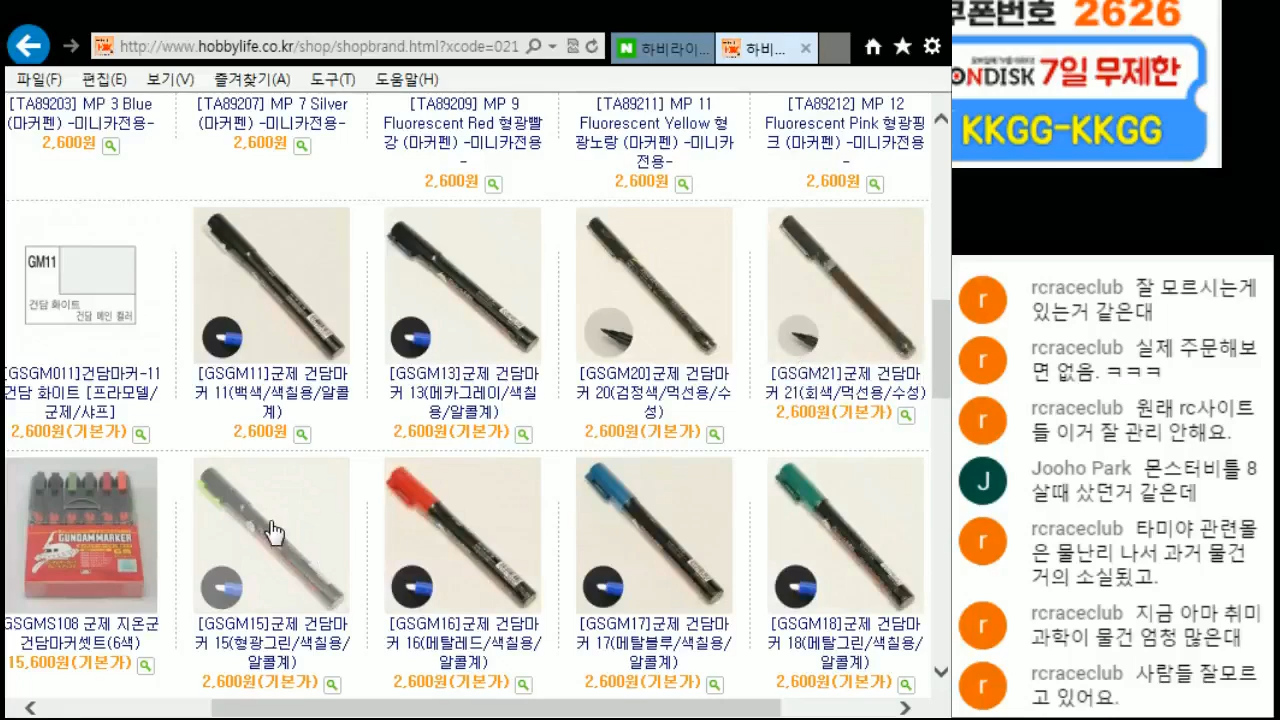 http://www.hobbylife.co.kr/shop/shopbrand.html?xcode=021
하비라이...
하비...
파일(F) 편집(E) 보기(V) 즐겨찾기(A) 도구(T) 도움말(H)
[TA89203] MP 3 Blue
(마커펜) -미니카전용-
2,600원
[TA89207] MP 7 Silver
(마커펜) -미니카전용-
2,600원
[TA89209] MP 9
Fluorescent Red 형광빨
강 (마커펜) -미니카전용
-
2,600원
[TA89211] MP 11
Fluorescent Yellow 형
광노랑 (마커펜) -미니카
전용-
2,600원
[TA89212] MP 12
Fluorescent Pink 형광핑
크 (마커펜) -미니카전용
-
2,600원
GM11
건담 화이트
건담 메인 컬러
[GSGM011]건담마커-11
건담 화이트 [프라모델/
군제/샤프]
2,600원(기본가)
[GSGM11]군제 건담마
커 11(백색/색칠용/알콜
계)
2,600원
[GSGM13]군제 건담마
커 13(메카그레이/색칠
용/알콜계)
2,600원(기본가)
[GSGM20]군제 건담마
커 20(검정색/먹선용/수
성)
2,600원(기본가)
[GSGM21]군제 건담마
커 21(회색/먹선용/수성)
2,600원(기본가)
GUNDAM MARKER
GSGMS108 군제 지온군
건담마커셋트(6색)
15,600원(기본가)
[GSGM15]군제 건담마
커 15(형광그린/색칠용/
알콜계)
2,600원(기본가)
[GSGM16]군제 건담마
커 16(메탈레드/색칠용/
알콜계)
2,600원(기본가)
[GSGM17]군제 건담마
커 17(메탈블루/색칠용/
알콜계)
2,600원(기본가)
[GSGM18]군제 건담마
커 18(메탈그린/색칠용/
알콜계)
2,600원(기본가)
쿠폰번호 2626
ONDISK 7일 무제한
KKGG-KKGG
rcraceclub 잘 모르시는게
있는거 같은대
rcraceclub 실제 주문해보
면 없음. ㅋㅋㅋ
rcraceclub 원래 rc사이트
들 이거 잘 관리 안해요.
Jooho Park 몬스터비틀 8
살때 샀던거 같은데
rcraceclub 타미야 관련몰
은 물난리 나서 과거 물건
거의 소실됬고.
rcraceclub 지금 아마 취미
과학이 물건 엄청 많은대
rcraceclub 사람들 잘모르
고 있어요.